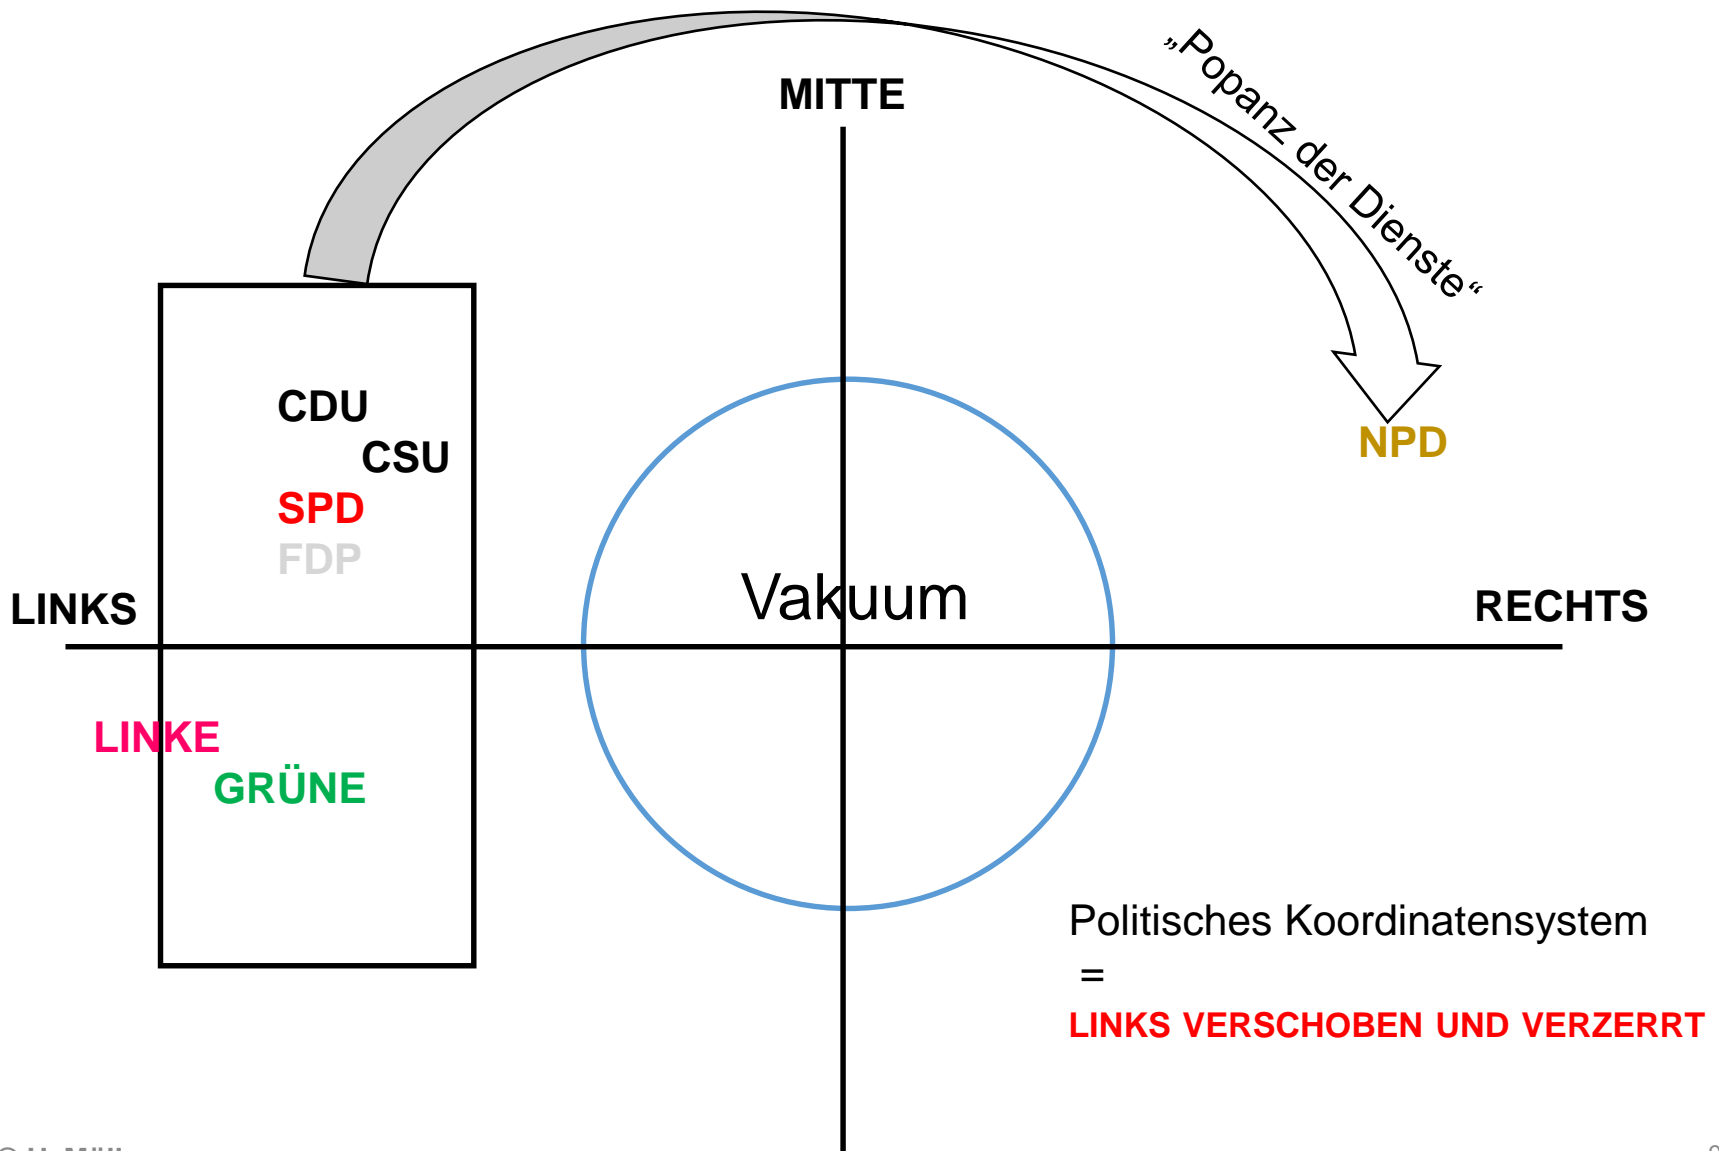 MITTE
„Popanz der Dienste“
CDU
CSU
NPD
SPD
FDP
Vakuum
LINKS
RECHTS
LINKE
GRÜNE
Politisches Koordinatensystem
=
LINKS VERSCHOBEN UND VERZERRT